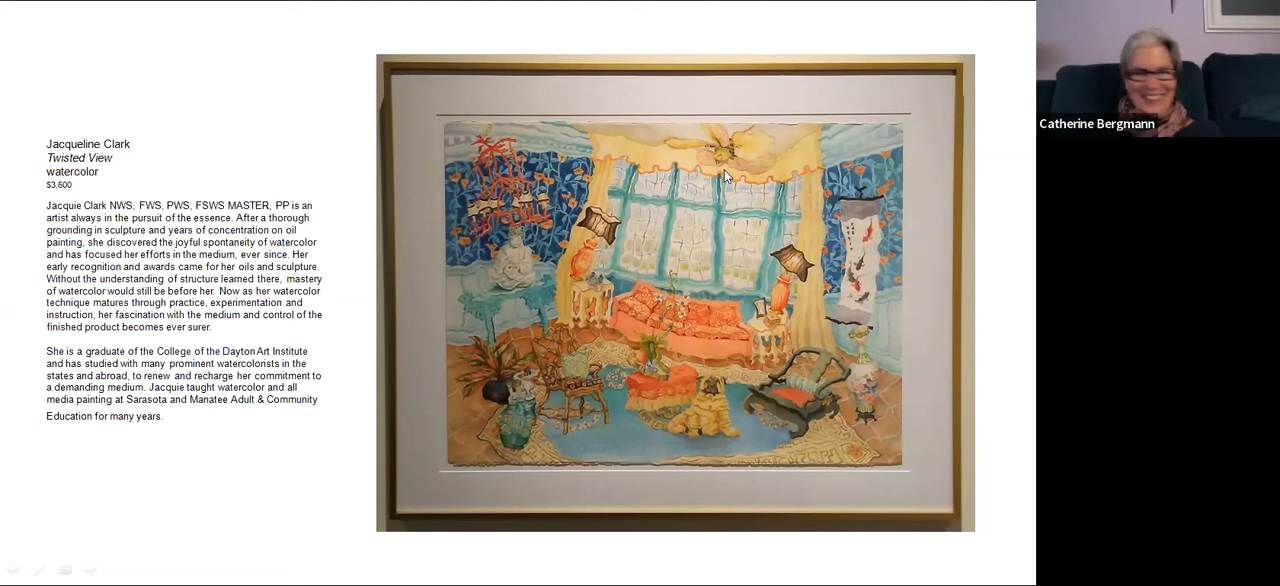 Jacqueline Clark
Twisted View
watercolor
$3,600
Jacquie Clark NWS, FWS, PWS, FSWS MASTER, PP is an
artist always in the pursuit of the essence. After a thorough
grounding in sculpture and years of concentration on oil
painting, she discovered the joyful spontaneity of watercolor
and has focused her efforts in the medium, ever since. Her
early recognition and awards came for her oils and sculpture.
Without the understanding of structure learned there, mastery
of watercolor would still be before her. Now as her watercolor
technique matures through practice, experimentation and
instruction, her fascination with the medium and control of the
finished product becomes ever surer.
She is a graduate of the College of the Dayton Art Institute
and has studied with many prominent watercolorists in the
states and abroad, to renew and recharge her commitment to
a demanding medium. Jacquie taught watercolor and all
media painting at Sarasota and Manatee Adult & Community
Education for many years.
Catherine Bergmann